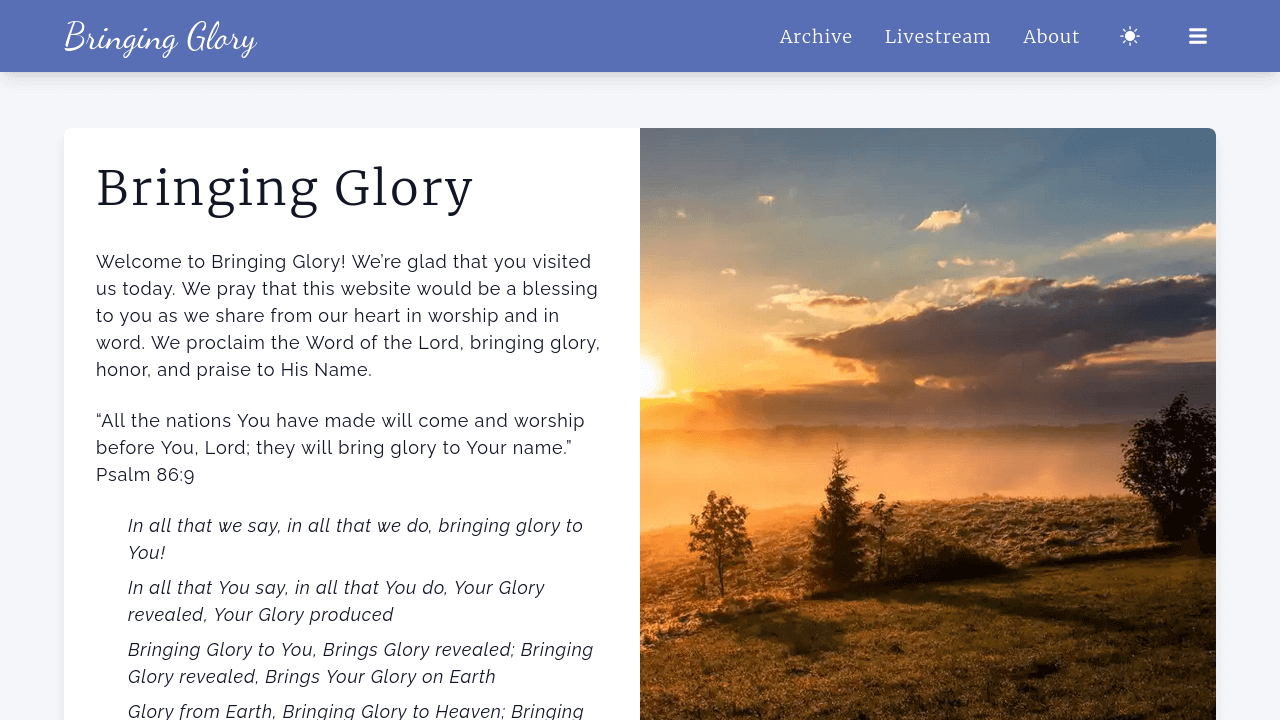 Bringing Glory
Archive
Livestream
About
Bringing Glory
Welcome to Bringing Glory! We’re glad that you visited
us today. We pray that this website would be a blessing
to you as we share from our heart in worship and in
word. We proclaim the Word of the Lord, bringing glory,
honor, and praise to His Name.
“All the nations You have made will come and worship
before You, Lord; they will bring glory to Your name.”
Psalm 86:9
In all that we say, in all that we do, bringing glory to
You!
In all that You say, in all that You do, Your Glory
revealed, Your Glory produced
Bringing Glory to You, Brings Glory revealed; Bringing
Glory revealed, Brings Your Glory on Earth
Glory from Earth, Bringing Glory to Heaven; Bringing